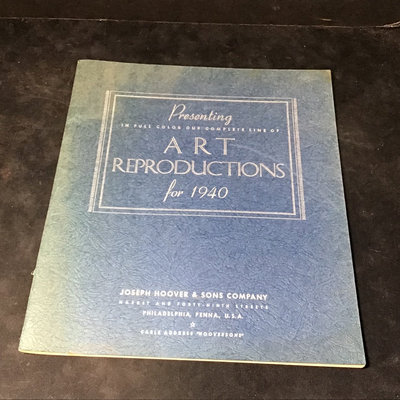 Presenting
IN FULL COLOR OUR COMPLETE LINE OF
ART
REPRODUCTIONS
for 1940
JOSEPH HOOVER & SONS COMPANY
MARKET AND FORTY-NINTH STREETS
PHILADELPHIA, PENNA, U.S.A.
CABLE ADDRESS "HOOVERSONS"